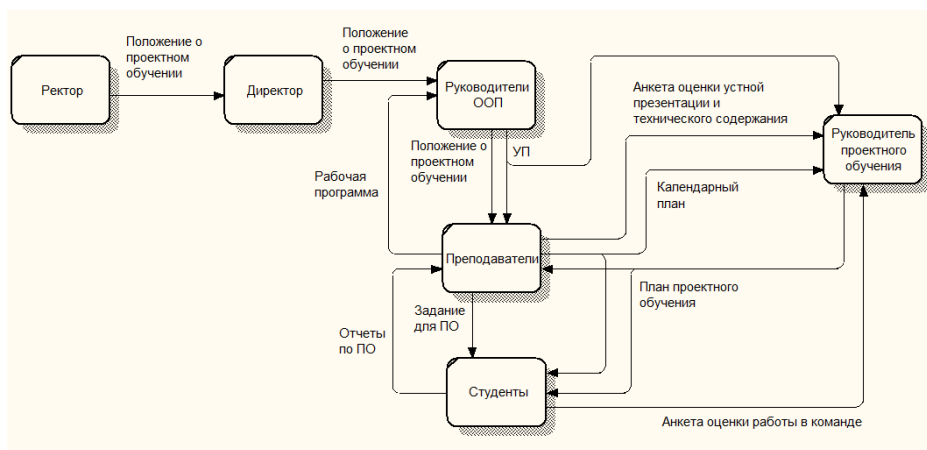 Положение о
проектном
обучении
Положение
о проектном
обучении
Ректор
Директор
Руководители
ООП
Анкета оценки устной
презентации и
технического содержания
Руководитель
проектного
обучения
Положение о
проектном
обучении
УП
Рабочая
программа
Календарный
план
Преподаватели
План проектного
обучения
Задание
для ПО
Отчеты
по ПО
Студенты
Анкета оценки работы в команде